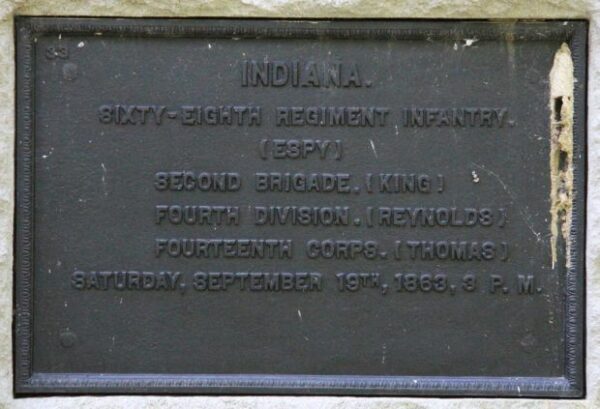 33
INDIANA.
SIXTY-EIGHTH REGIMENT INFANTRY.
(ESPY)
SECOND BRIGADE. (KING)
FOURTH DIVISION. (REYNOLDS)
FOURTEENTH CORPS. (THOMAS)
SATURDAY, SEPTEMBER 19TH, 1863, 3 P. M.